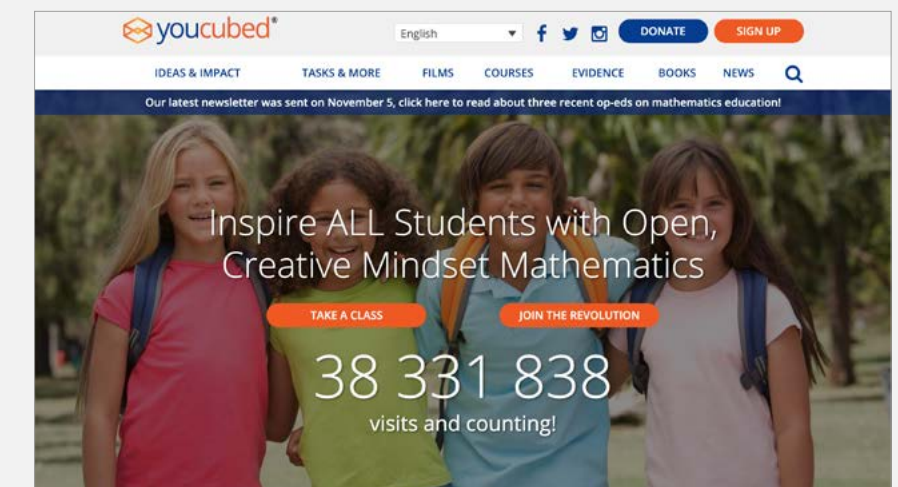 youcubed®
English
DONATE
SIGN UP
IDEAS & IMPACT
TASKS & MORE
FILMS
COURSES
EVIDENCE
BOOKS
NEWS
Our latest newsletter was sent on November 5, click here to read about three recent op-eds on mathematics education!
Inspire ALL Students with Open,
Creative Mindset Mathematics
TAKE A CLASS
JOIN THE REVOLUTION
38 331 838
visits and counting!